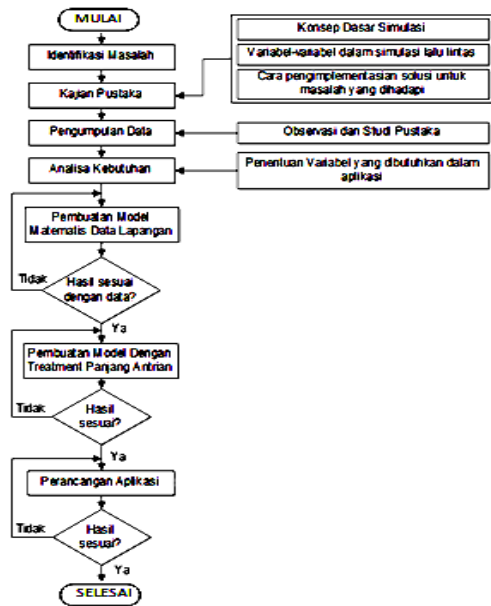 MULAI
Identifikasi Masalah
Konsep Dasar Simulasi
Variabel-variabel dalam simulasi lalu lintas
Cara pengimplementasian solusi untuk
masalah yang dihadapi
Kajian Pustaka
Pengumpulan Data
Observasi dan Studi Pustaka
Analisa Kebutuhan
Penentuan Variabel yang dibutuhkan dalam
aplikasi
Pembuatan Model
Matematis Data Lapangan
Tidak
Hasil sesuai
dengan data?
Ya
Pembuatan Model Dengan
Treatment Panjang Antrian
Tidak
Hasil
sesuai?
Ya
Perancangan Aplikasi
Tidak
Hasil
sesuai?
Ya
SELESAI